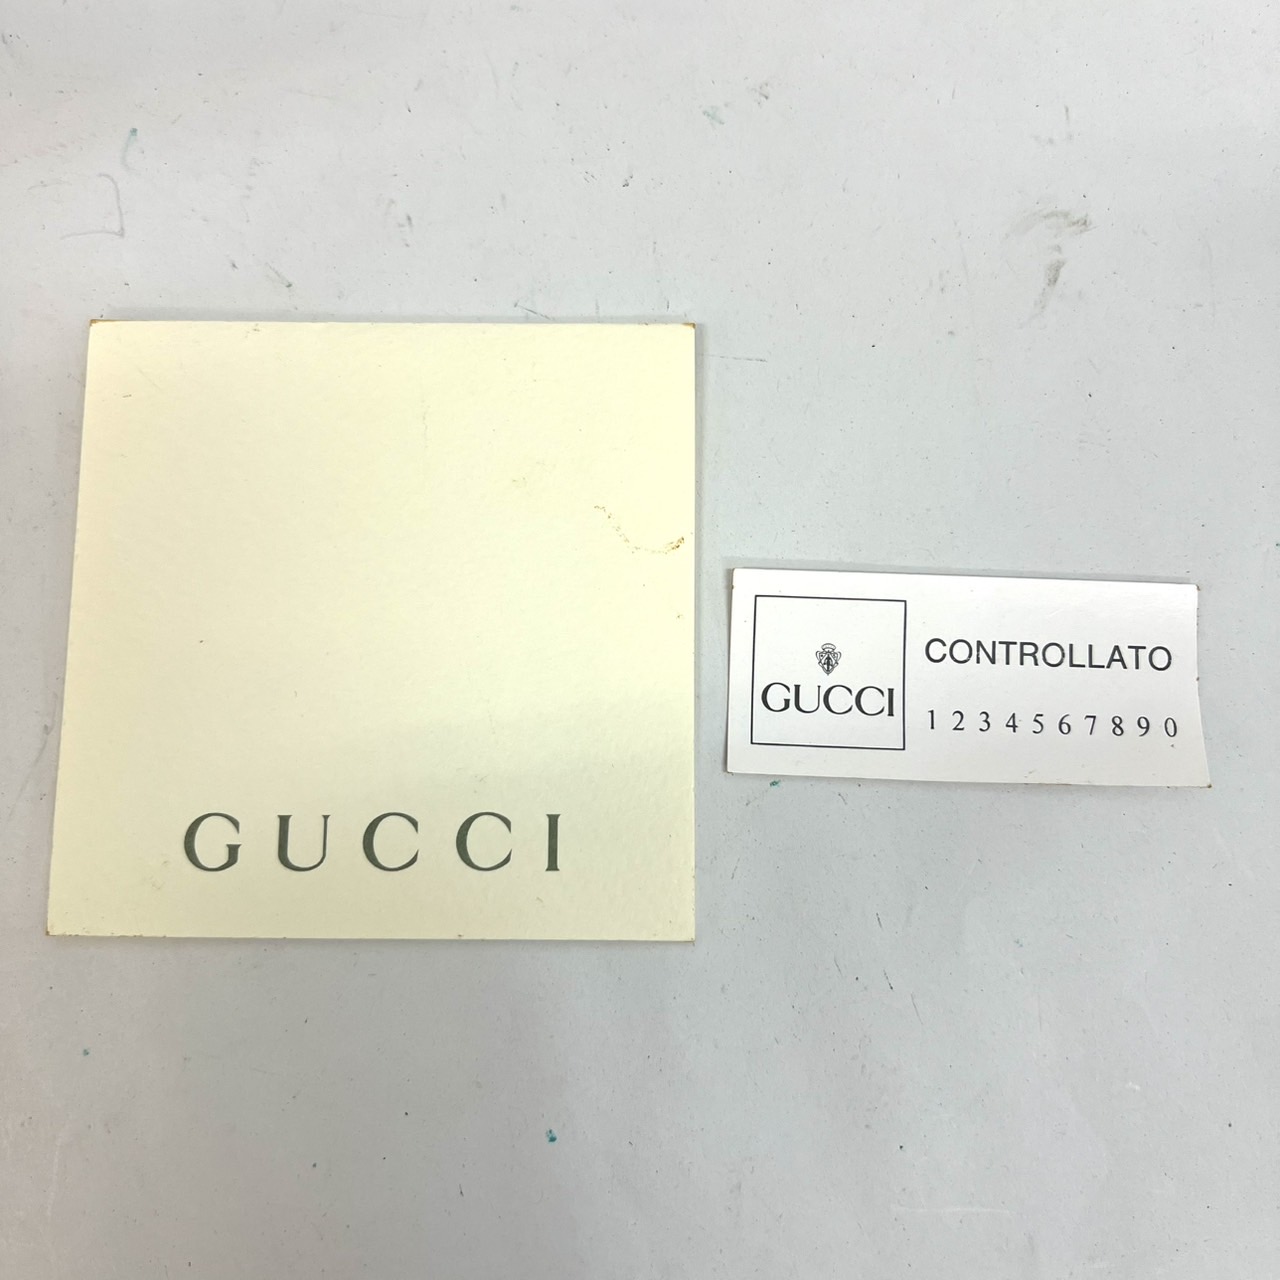 GUCCI
GUCCI
CONTROLLATO
1 2 3 4 5 6 7 8 9 0